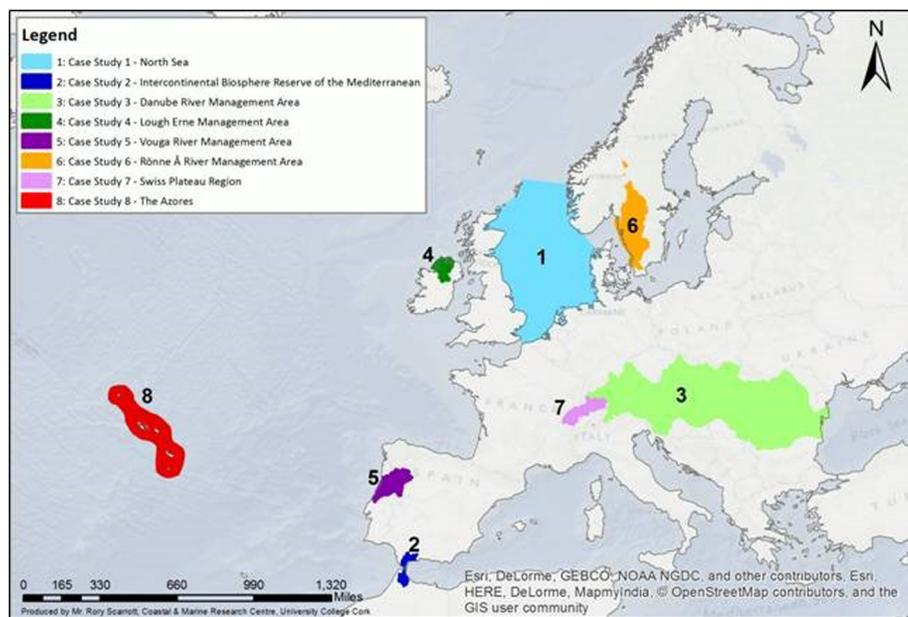 Legend
1: Case Study 1 - North Sea
2: Case Study 2 - Intercontinental Biosphere Reserve of the Mediterranean
3: Case Study 3 - Danube River Management Area
4: Case Study 4 - Lough Erne Management Area
5: Case Study 5 - Vouga River Management Area
6: Case Study 6 - Rönne Å River Management Area
7: Case Study 7 - Swiss Plateau Region
8: Case Study 8 - The Azores
N
6
4
1
8
3
7
5
2
POLAND
BELARUS
UKRAINE
FRANCE
ITALY
SPAIN
Black Sea
0 165 330 660 990 1,320
Miles
Produced by Mr. Rory Scarrott, Coastal & Marine Research Centre, University College Cork
Esri, DeLorme, GEBCO, NOAA NGDC, and other contributors, Esri,
HERE, DeLorme, MapmyIndia, © OpenStreetMap contributors, and the
GIS user community